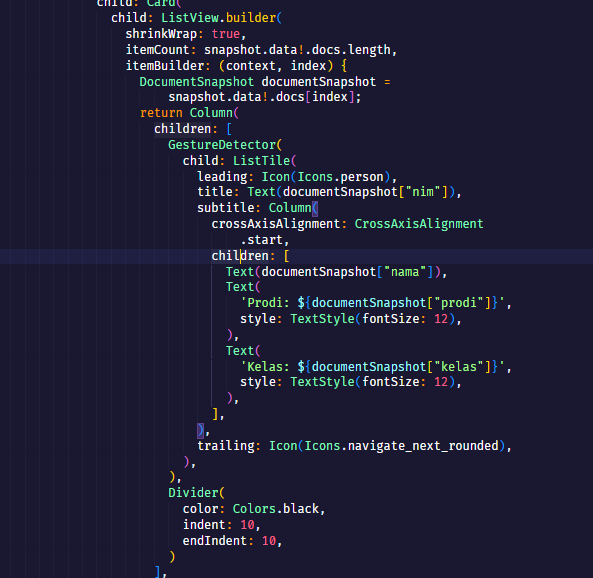 child: Card(
child: ListView.builder(
shrinkWrap: true,
itemCount: snapshot.data!.docs.length,
itemBuilder: (context, index) {
DocumentSnapshot documentSnapshot =
snapshot.data!.docs[index];
return Column(
children: [
GestureDetector(
child: ListTile(
leading: Icon(Icons.person),
title: Text(documentSnapshot["nim"]),
subtitle: Column(
crossAxisAlignment: CrossAxisAlignment
.start,
children: [
Text(documentSnapshot["nama"]),
Text(
'Prodi: ${documentSnapshot["prodi"]}',
style: TextStyle(fontSize: 12),
),
Text(
'Kelas: ${documentSnapshot["kelas"]}',
style: TextStyle(fontSize: 12),
),
],
),
trailing: Icon(Icons.navigate_next_rounded),
),
),
Divider(
color: Colors.black,
indent: 10,
endIndent: 10,
)
],